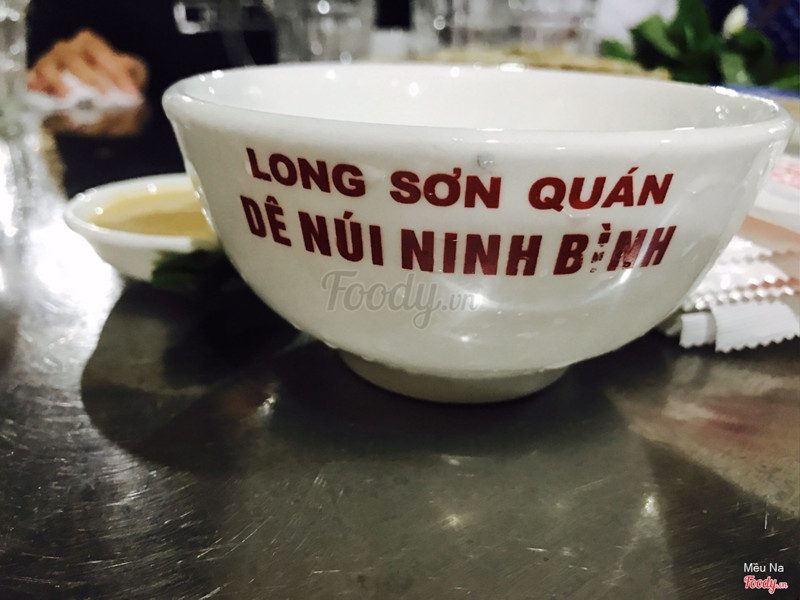 LONG SƠN QUÁN
DÊ NÚI NINH BÌNH
Foody.vn
Mều Na
Foody.vn